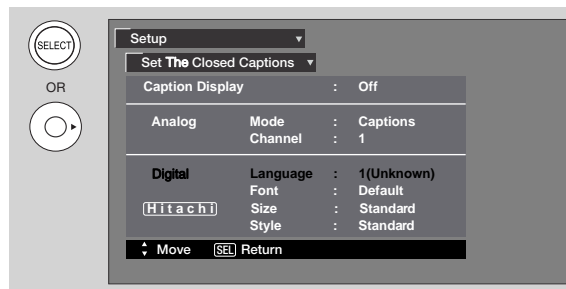 SELECT
OR
Setup
Set The Closed Captions
Caption Display : Off
Analog Mode : Captions
Channel : 1
Digital Language : 1(Unknown)
Font : Default
Hitachi Size : Standard
Style : Standard
Move SEL Return